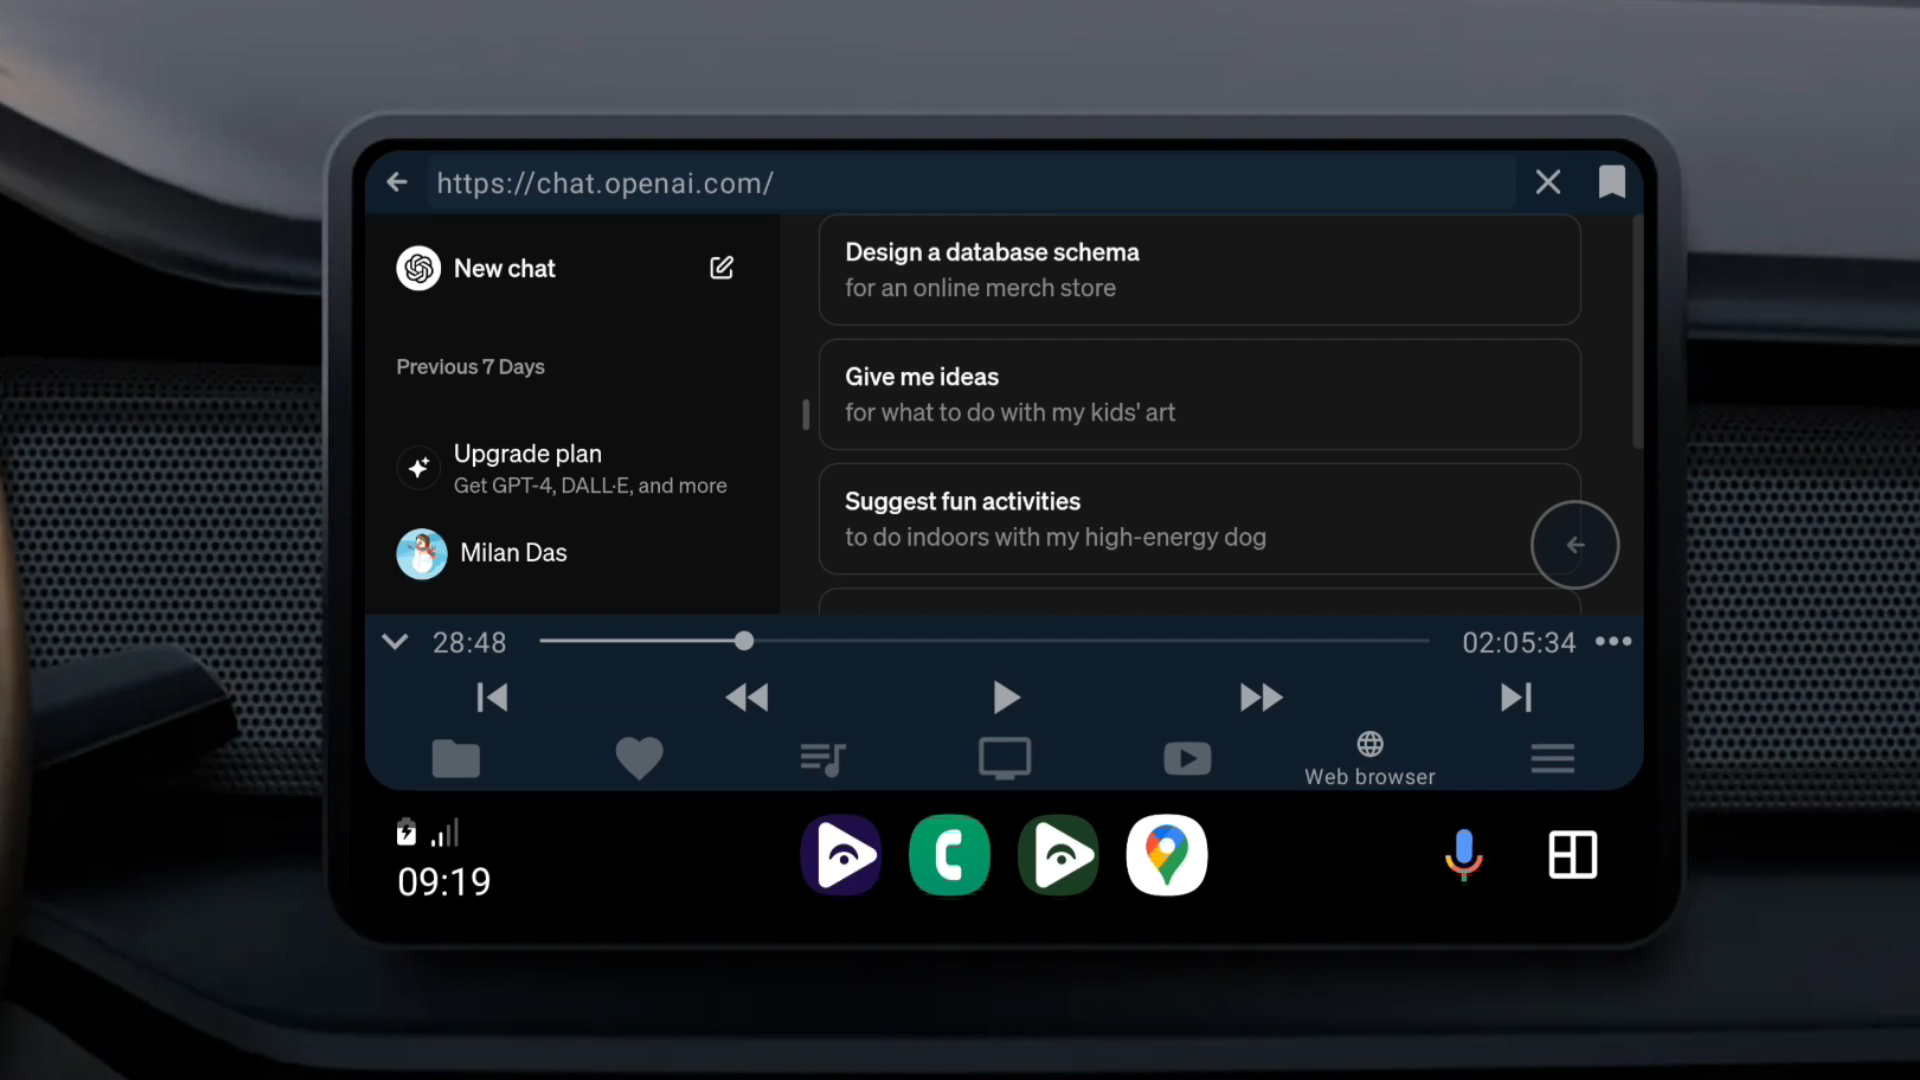 https://chat.openai.com/
New chat
Previous 7 Days
Upgrade plan
Get GPT-4, DALL·E, and more
Milan Das
Design a database schema
for an online merch store
Give me ideas
for what to do with my kids' art
Suggest fun activities
to do indoors with my high-energy dog
28:48
02:05:34
Web browser
09:19